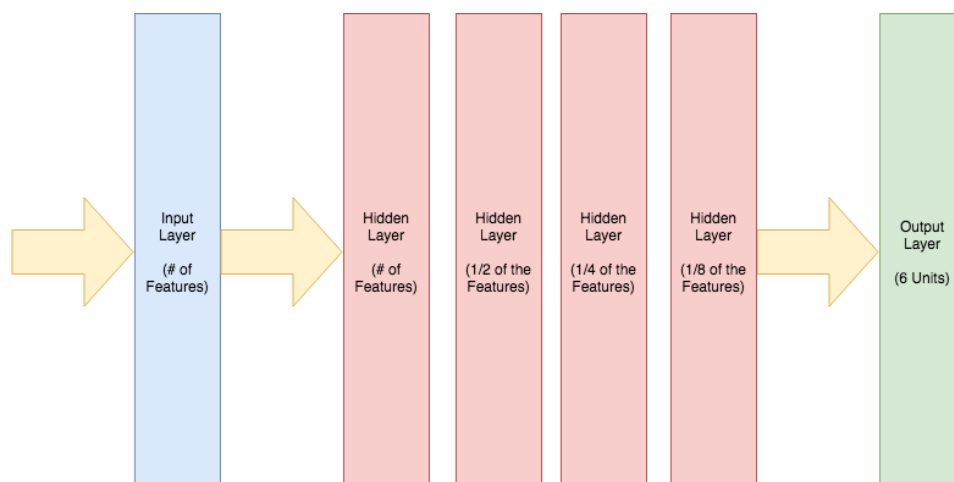 Input
Layer
(# of
Features)
Hidden
Layer
(# of
Features)
Hidden
Layer
(1/2 of the
Features)
Hidden
Layer
(1/4 of the
Features)
Hidden
Layer
(1/8 of the
Features)
Output
Layer
(6 Units)